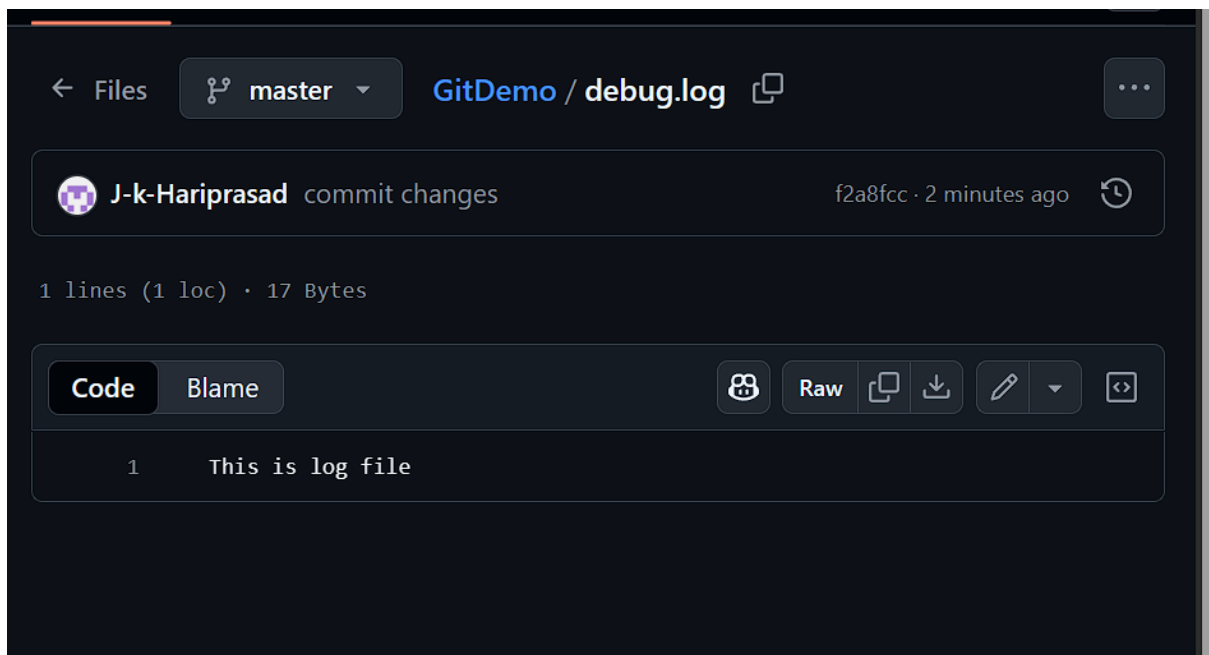 Files master GitDemo / debug.log
J-k-Hariprasad commit changes f2a8fcc · 2 minutes ago
1 lines (1 loc) · 17 Bytes
Code Blame Raw
1 This is log file